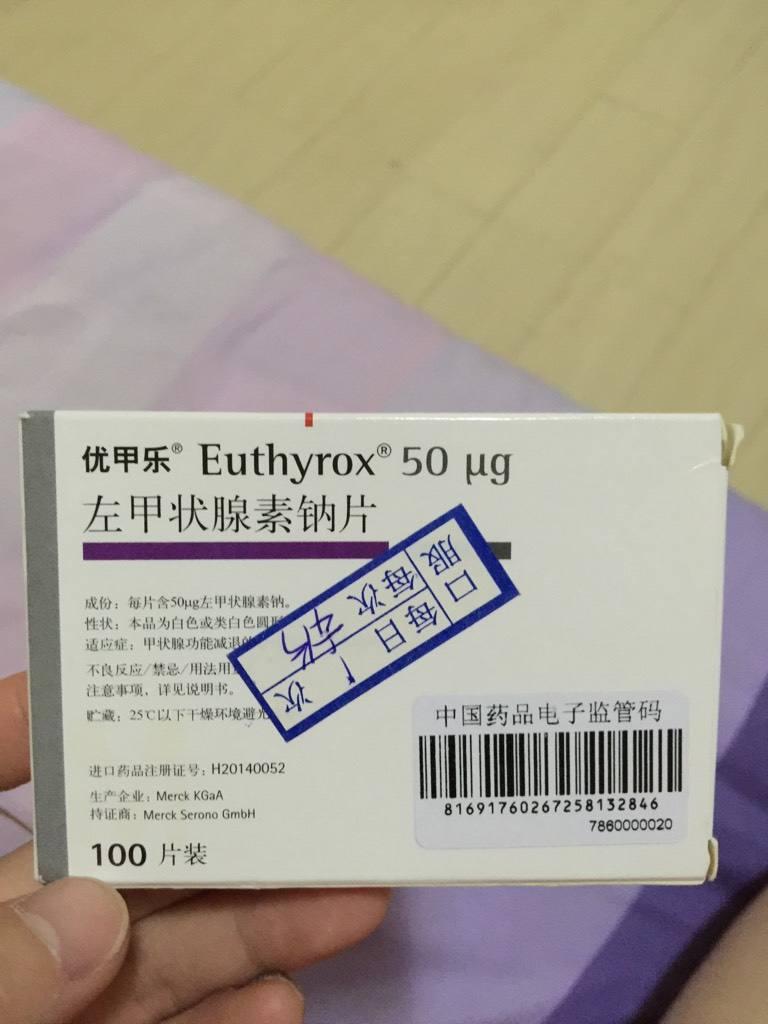 优甲乐® Euthyrox® 50 µg
左甲状腺素钠片
成份：每片含50µg左甲状腺素钠。
性状：本品为白色或类白色圆形
适应症：甲状腺功能减退的
不良反应/禁忌/用法用量
注意事项，详见说明书。
贮藏：25℃以下干燥环境避光
口服
每次
每日 1 次
进口药品注册证号：H20140052
生产企业：Merck KGaA
持证商：Merck Serono GmbH
100 片装
中国药品电子监管码
81691760267258132846
7860000020